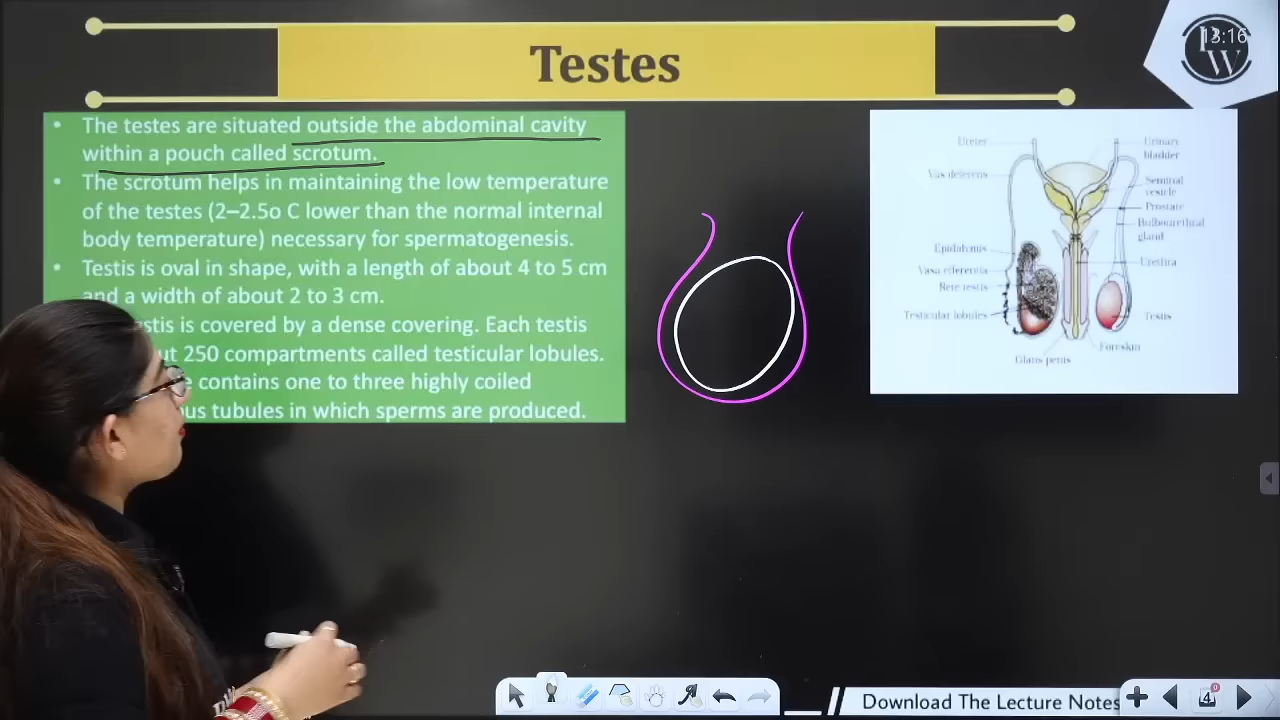 Testes
13:16
PW
• The testes are situated outside the abdominal cavity
within a pouch called scrotum.
• The scrotum helps in maintaining the low temperature
of the testes (2–2.5o C lower than the normal internal
body temperature) necessary for spermatogenesis.
• Testis is oval in shape, with a length of about 4 to 5 cm
and a width of about 2 to 3 cm.
estis is covered by a dense covering. Each testis
ut 250 compartments called testicular lobules.
e contains one to three highly coiled
ous tubules in which sperms are produced.
Ureter
Vas deferens
Epididymis
Vasa efferentia
Rete testis
Testicular lobules
Glans penis
Urinary
bladder
Seminal
vesicle
Prostate
Bulbourethral
gland
Urethra
Testis
Foreskin
Download The Lecture Notes
4